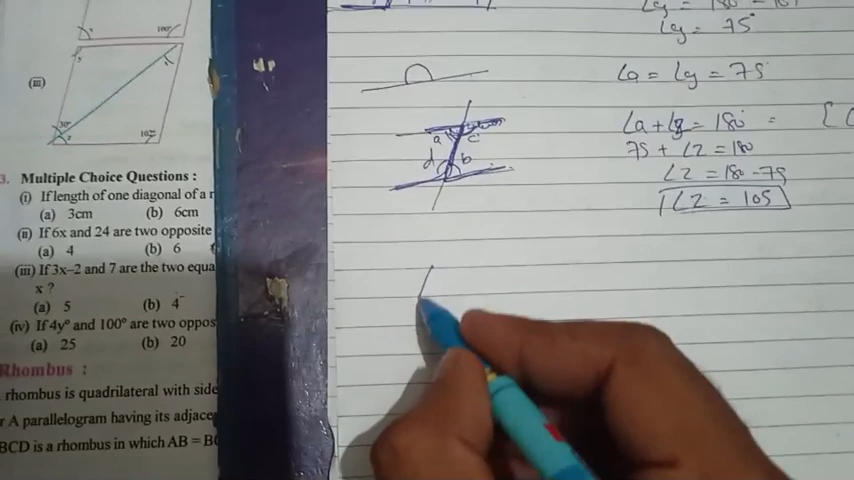 100°
y
x
(iii)
30°
z
Multiple Choice Questions :
(i) If length of one diagonal of a r
(a) 3cm (b) 6cm
(ii) If 6x and 24 are two opposite
(a) 4 (b) 6
(iii) If 3x–2 and 7 are the two equa
x ?
(a) 5 (b) 4
(iv) If 4y° and 100° are two oppos
(a) 25 (b) 20
Rhombus :
rhombus is quadrilateral with side
r A parallelogram having its adjace
BCD is a rhombus in which AB = B
∠y = 75°
∠a = ∠y = 75
a c
d b
∠a + ∠z = 180 =
75 + ∠z = 180
∠z = 180 - 75
∠z = 105